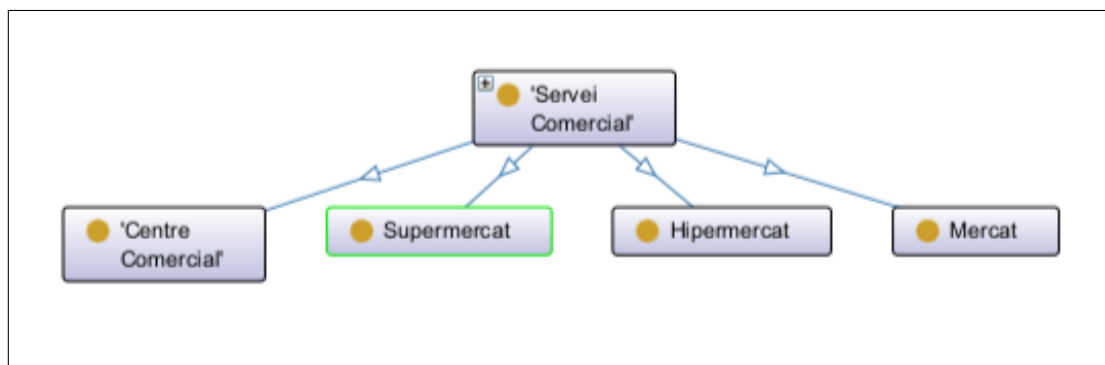 'Servei
Comercial'
'Centre
Comercial'
Supermercat
Hipermercat
Mercat